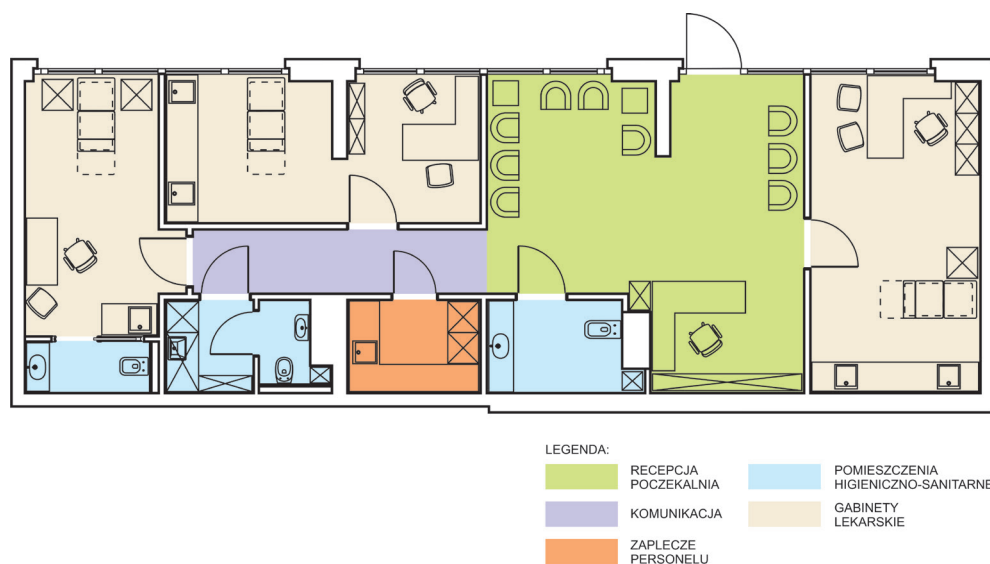 LEGENDA:
RECEPCJA
POCZEKALNIA
KOMUNIKACJA
ZAPLECZE
PERSONELU
POMIESZCZENIA
HIGIENICZNO-SANITARNE
GABINETY
LEKARSKIE